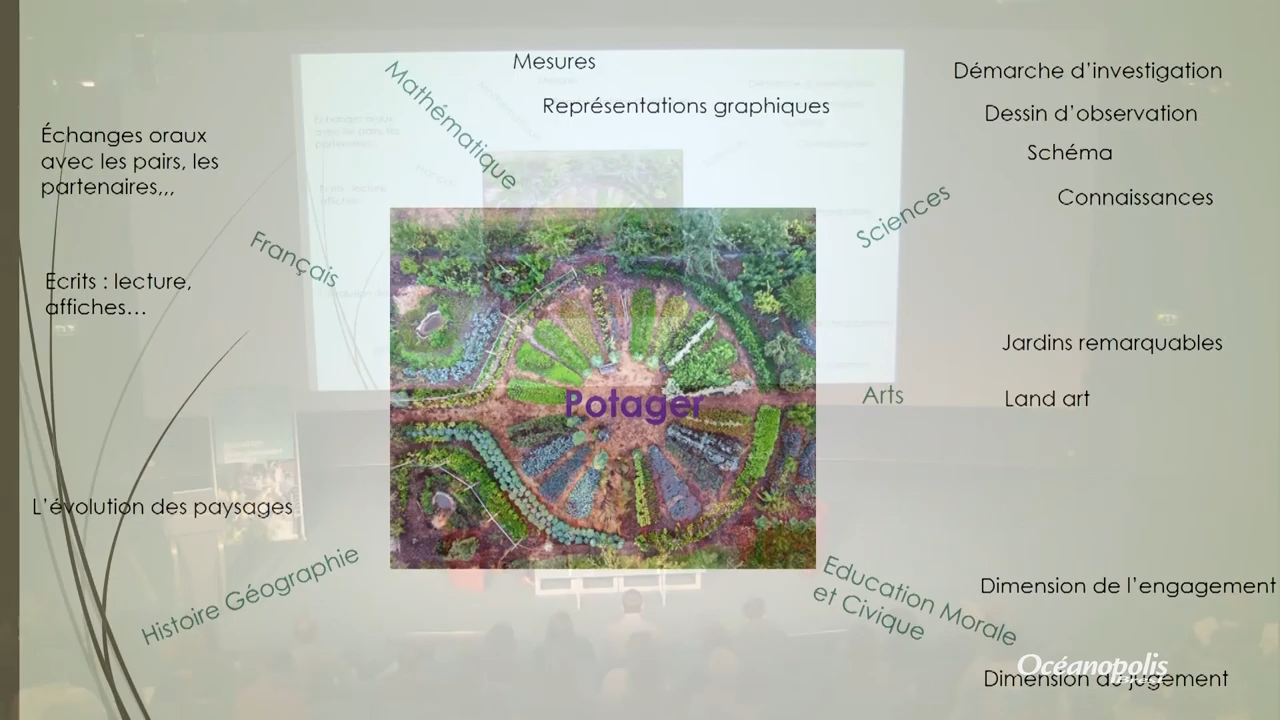 Mesures
Représentations graphiques
Mathématique
Démarche d’investigation
Dessin d’observation
Schéma
Connaissances
Sciences
Échanges oraux
avec les pairs, les
partenaires,,,
Français
Ecrits : lecture,
affiches…
Jardins remarquables
Arts
Land art
Potager
L’évolution des paysages
Histoire Géographie
Education Morale
et Civique
Dimension de l’engagement
Océanopolis
Dimension de jugement